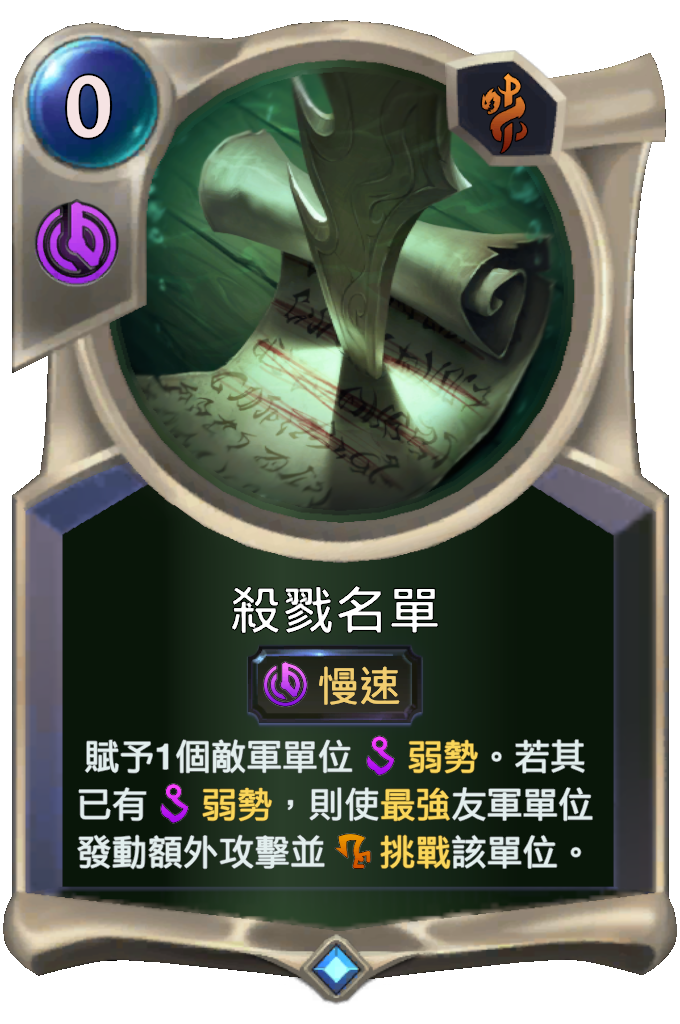 0
殺戮名單
慢速
賦予1個敵軍單位 弱勢。若其
已有 弱勢，則使最強友軍單位
發動額外攻擊並 挑戰該單位。